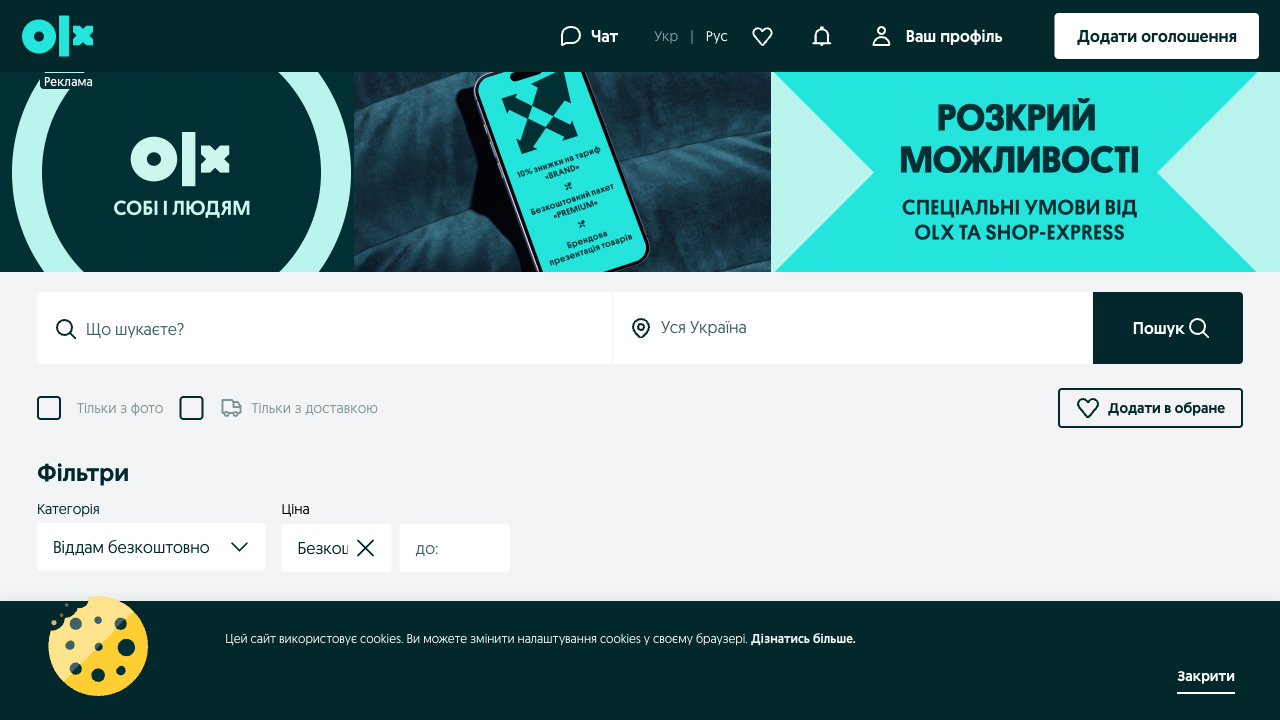 olx
Чат
Укр | Рус
Ваш профіль
Додати оголошення
Реклама
olx
СОБІ І ЛЮДЯМ
10% знижки на тариф
«BRAND»
Безкоштовний пакет
«PREMIUM»
Брендова
презентація товарів
РОЗКРИЙ
МОЖЛИВОСТІ
СПЕЦІАЛЬНІ УМОВИ ВІД
OLX ТА SHOP-EXPRESS
Що шукаєте?
Уся Україна
Пошук
Тільки з фото
Тільки з доставкою
Додати в обране
Фільтри
Категорія
Ціна
Віддам безкоштовно
Безкош
до:
Цей сайт використовує cookies. Ви можете змінити налаштування cookies у своєму браузері. Дізнатись більше.
Закрити